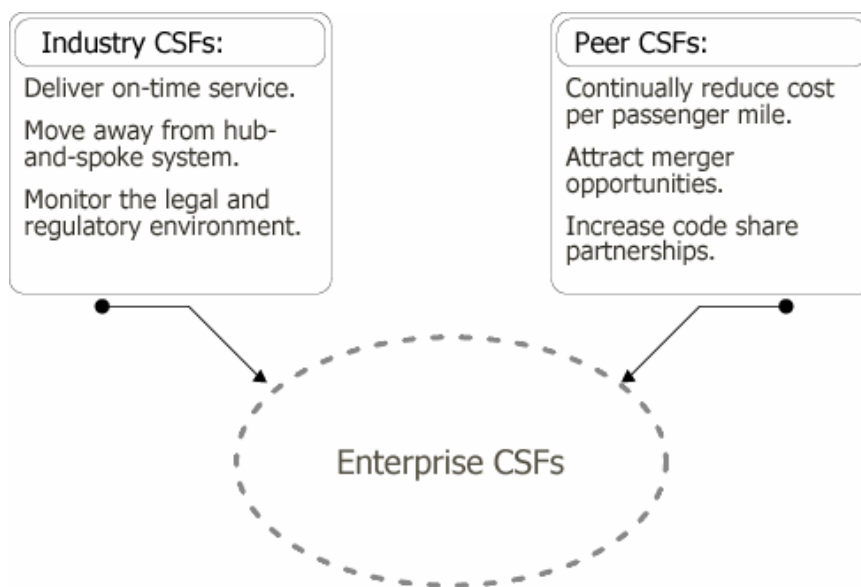 Industry CSFs:
Deliver on-time service.
Move away from hub-
and-spoke system.
Monitor the legal and
regulatory environment.
Peer CSFs:
Continually reduce cost
per passenger mile.
Attract merger
opportunities.
Increase code share
partnerships.
Enterprise CSFs